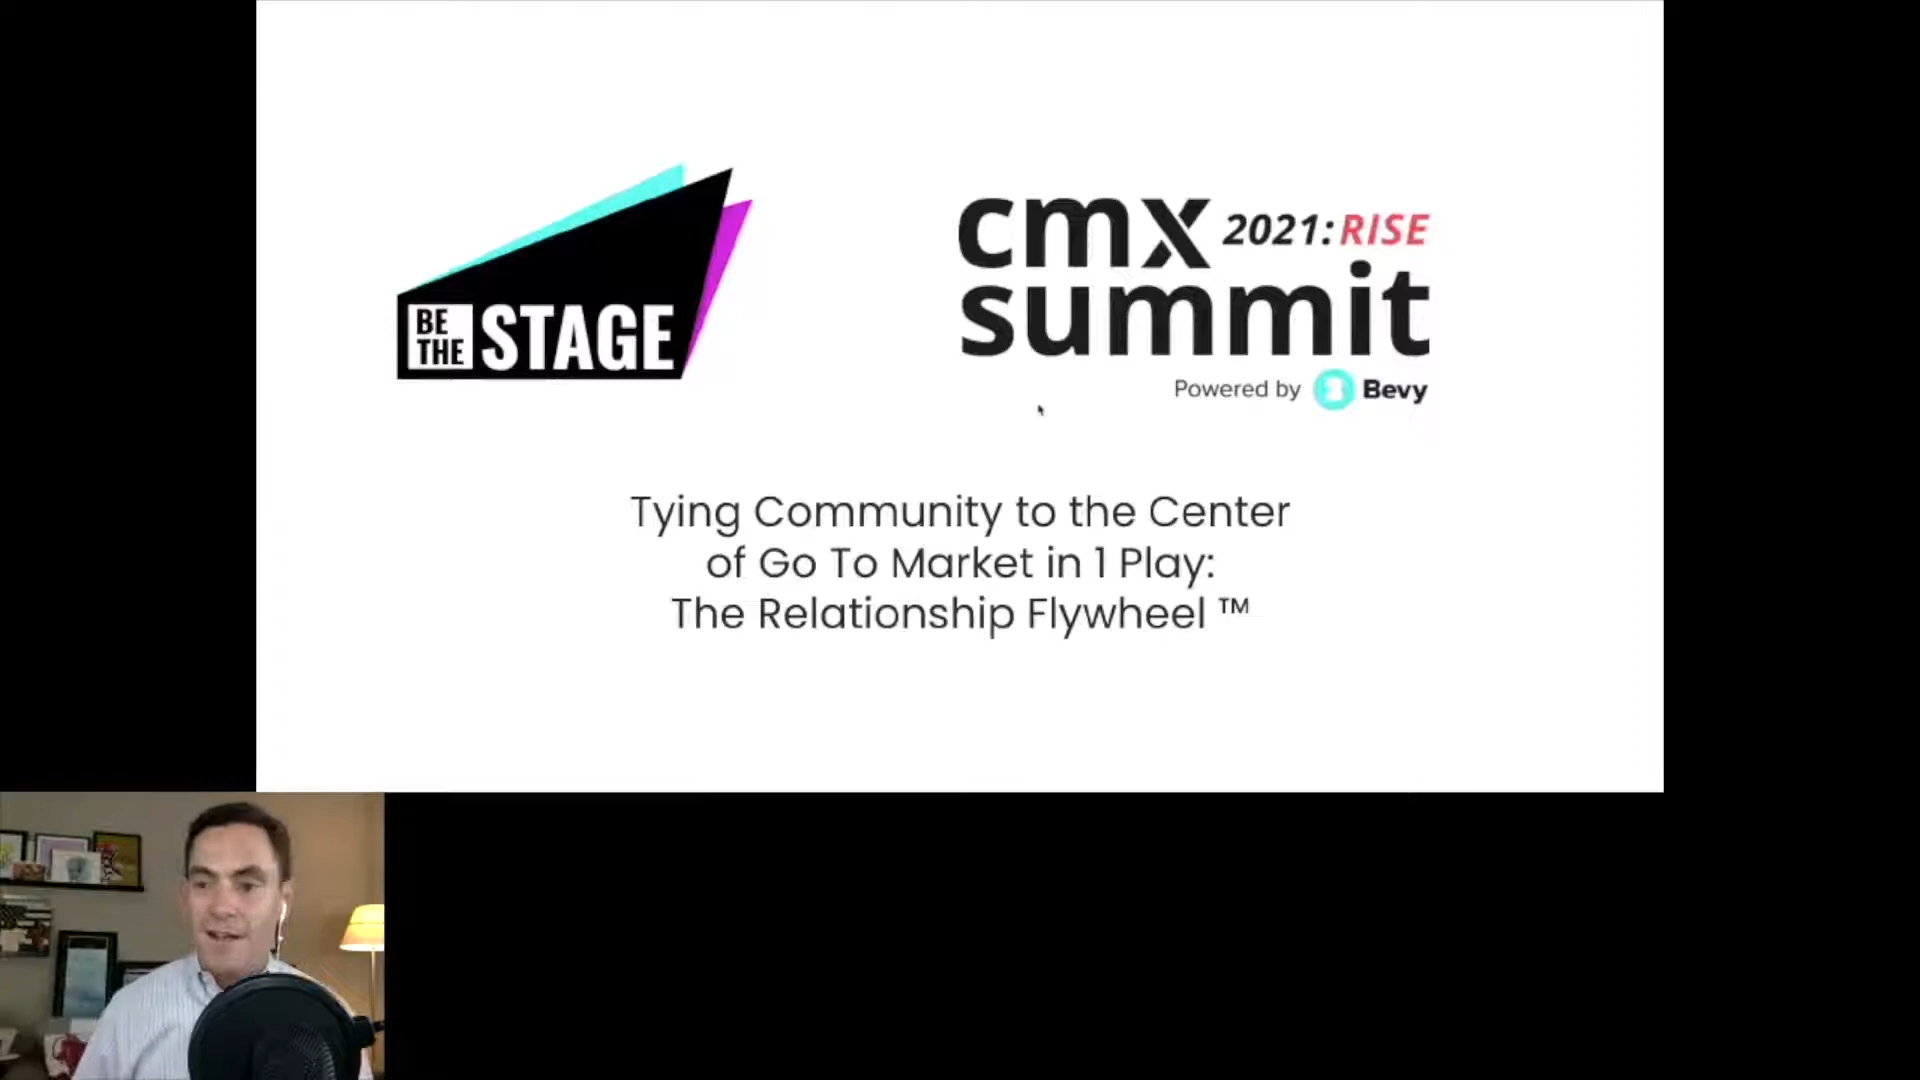 BE
THE
STAGE
cmx 2021: RISE
summit
Powered by Bevy
Tying Community to the Center
of Go To Market in 1 Play:
The Relationship Flywheel ™